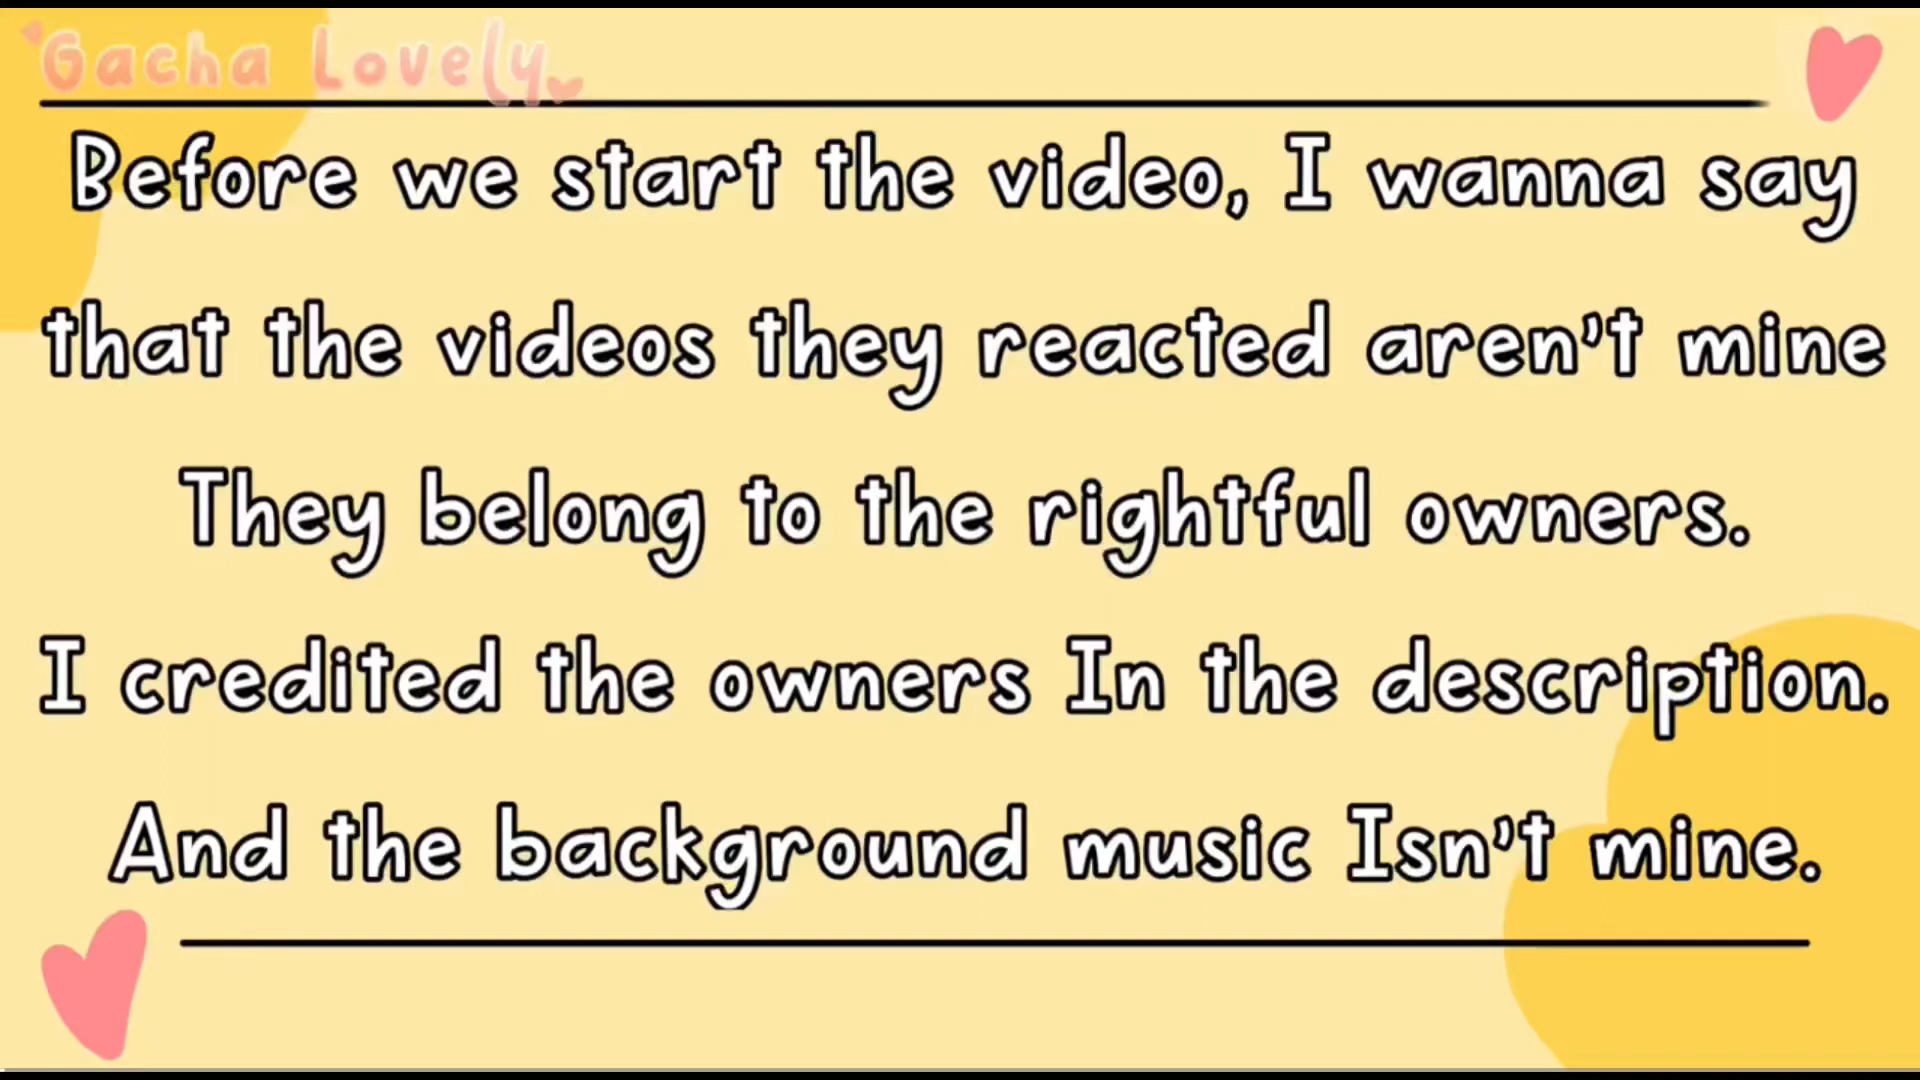 Gacha Lovely
Before we start the video, I wanna say
that the videos they reacted aren't mine
They belong to the rightful owners.
I credited the owners In the description.
And the background music Isn't mine.